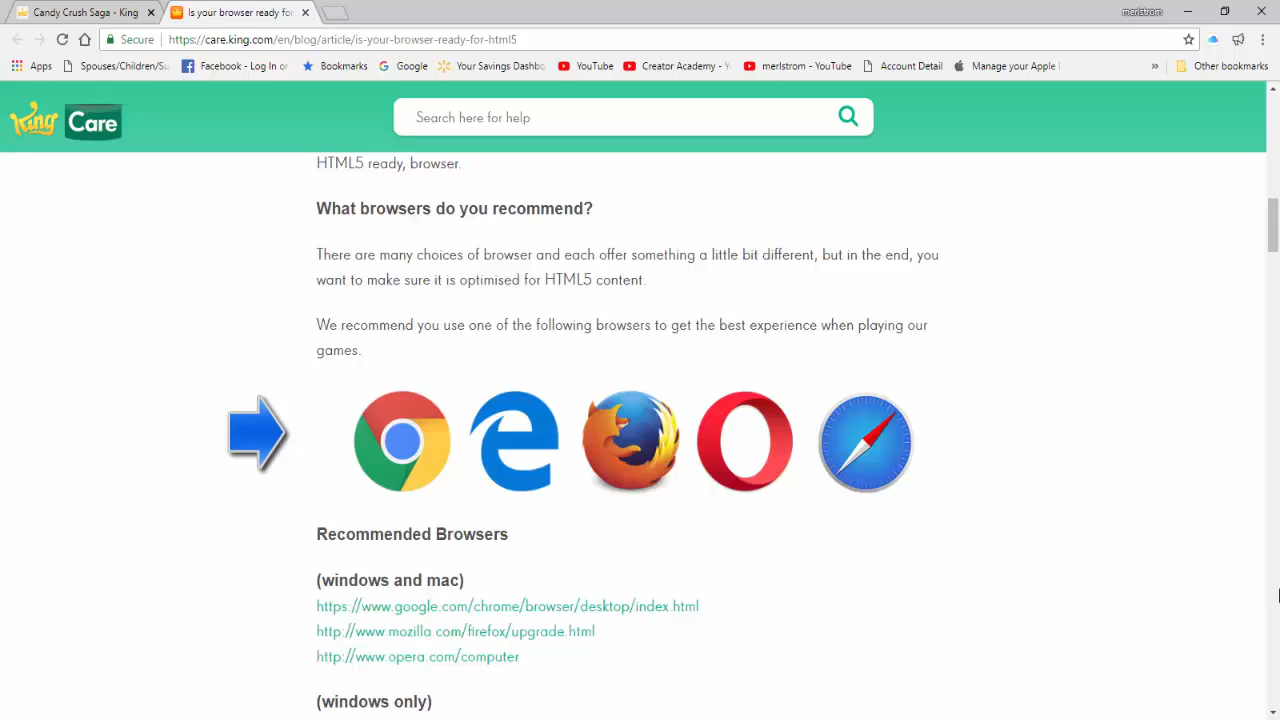 Candy Crush Saga - King
Is your browser ready for
merlstrom
Secure
https://care.king.com/en/blog/article/is-your-browser-ready-for-html5
Apps
Spouses/Children/Su
Facebook - Log In or
Bookmarks
Google
Your Savings Dashbo
YouTube
Creator Academy - Y
merlstrom - YouTube
Account Detail
Manage your Apple I
»
Other bookmarks
King Care
Search here for help
HTML5 ready, browser.
What browsers do you recommend?
There are many choices of browser and each offer something a little bit different, but in the end, you
want to make sure it is optimised for HTML5 content.
We recommend you use one of the following browsers to get the best experience when playing our
games.
Recommended Browsers
(windows and mac)
https://www.google.com/chrome/browser/desktop/index.html
http://www.mozilla.com/firefox/upgrade.html
http://www.opera.com/computer
(windows only)